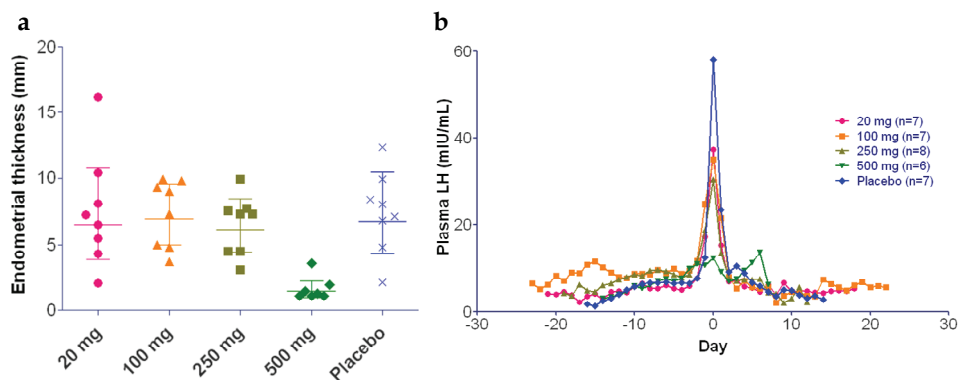 a
Endometrial thickness (mm)
20
15
10
5
0
20 mg
100 mg
250 mg
500 mg
Placebo
b
Plasma LH (mIU/mL)
60
40
20
0
-30
-20
-10
0
10
20
30
Day
20 mg (n=7)
100 mg (n=7)
250 mg (n=8)
500 mg (n=6)
Placebo (n=7)